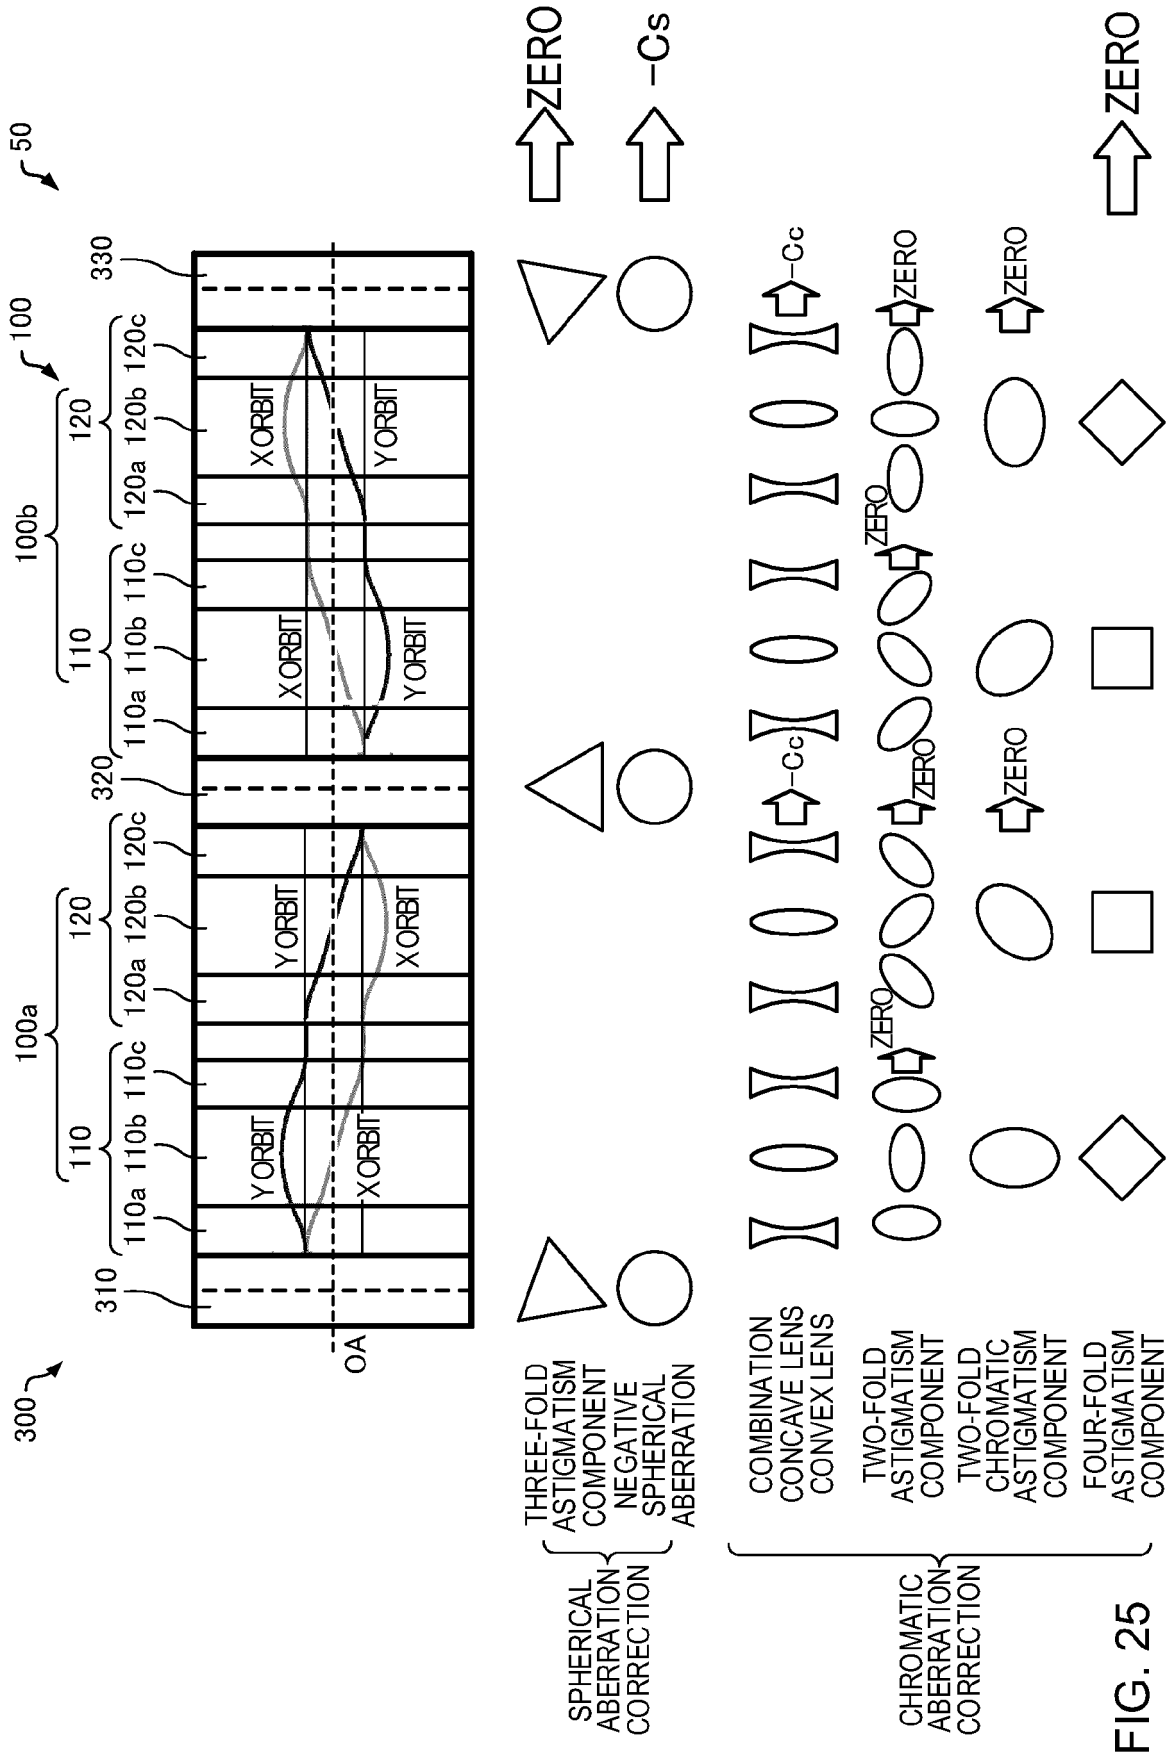 300
50
100
100a
100b
110
120
110
120
310
110a
110b
110c
120a
120b
120c
320
110a
110b
110c
120a
120b
120c
330
Y ORBIT
X ORBIT
Y ORBIT
X ORBIT
X ORBIT
Y ORBIT
X ORBIT
Y ORBIT
OA
SPHERICAL
ABERRATION
CORRECTION
THREE-FOLD
ASTIGMATISM
COMPONENT
ZERO
NEGATIVE
SPHERICAL
ABERRATION
–Cs
CHROMATIC
ABERRATION
CORRECTION
COMBINATION
CONCAVE LENS
CONVEX LENS
–Cc
–Cc
TWO-FOLD
ASTIGMATISM
COMPONENT
ZERO
ZERO
ZERO
ZERO
TWO-FOLD
CHROMATIC
ASTIGMATISM
COMPONENT
ZERO
ZERO
FOUR-FOLD
ASTIGMATISM
COMPONENT
ZERO
FIG. 25